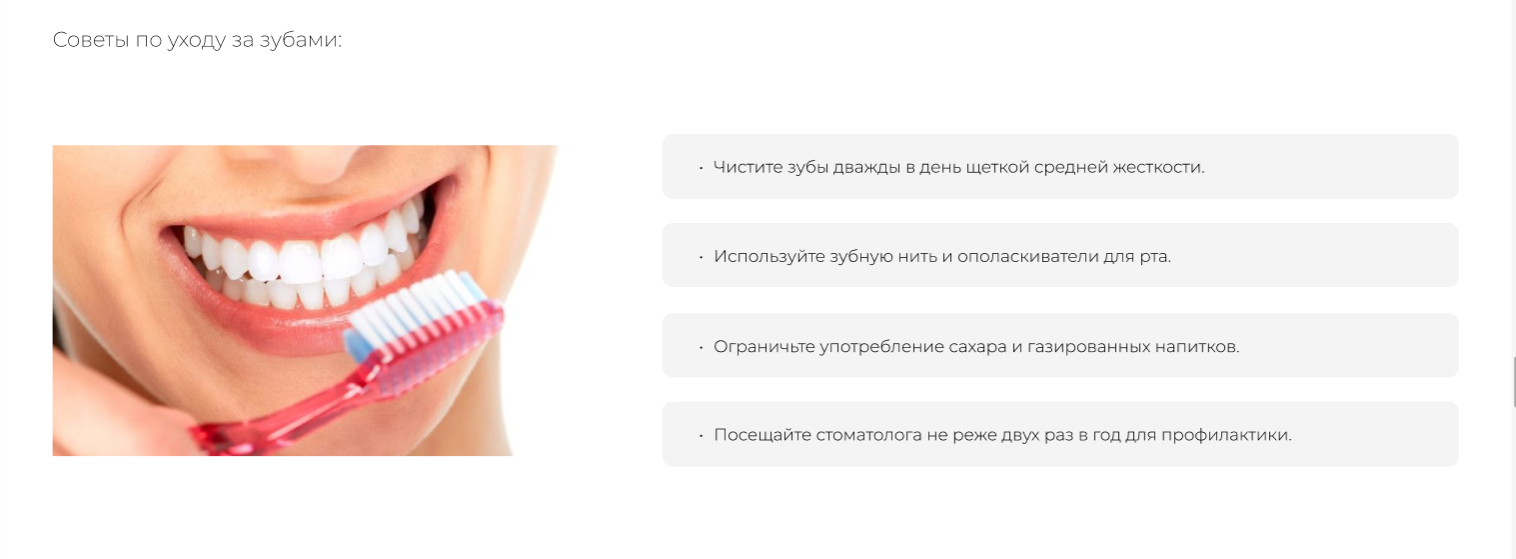 Советы по уходу за зубами:
• Чистите зубы дважды в день щеткой средней жесткости.
• Используйте зубную нить и ополаскиватели для рта.
• Ограничьте употребление сахара и газированных напитков.
• Посещайте стоматолога не реже двух раз в год для профилактики.